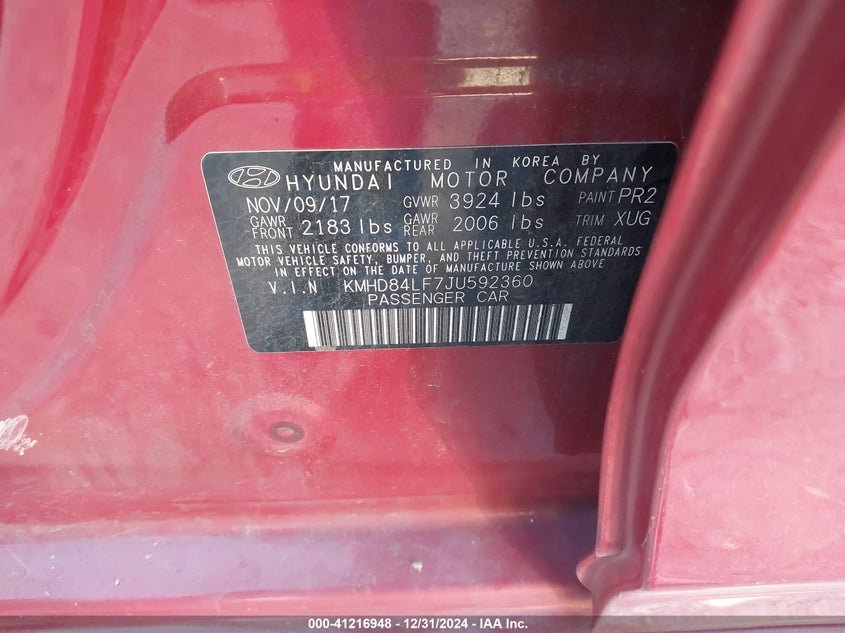 MANUFACTURED IN KOREA BY
HYUNDAI MOTOR COMPANY
NOV/09/17 GVWR 3924 lbs PAINT PR2
GAWR FRONT 2183 lbs GAWR REAR 2006 lbs TRIM XUG
THIS VEHICLE CONFORMS TO ALL APPLICABLE U.S.A. FEDERAL
MOTOR VEHICLE SAFETY, BUMPER, AND THEFT PREVENTION STANDARDS
IN EFFECT ON THE DATE OF MANUFACTURE SHOWN ABOVE
V.I.N KMHD84LF7JU592360
PASSENGER CAR
000-41216948 - 12/31/2024 - IAA Inc.